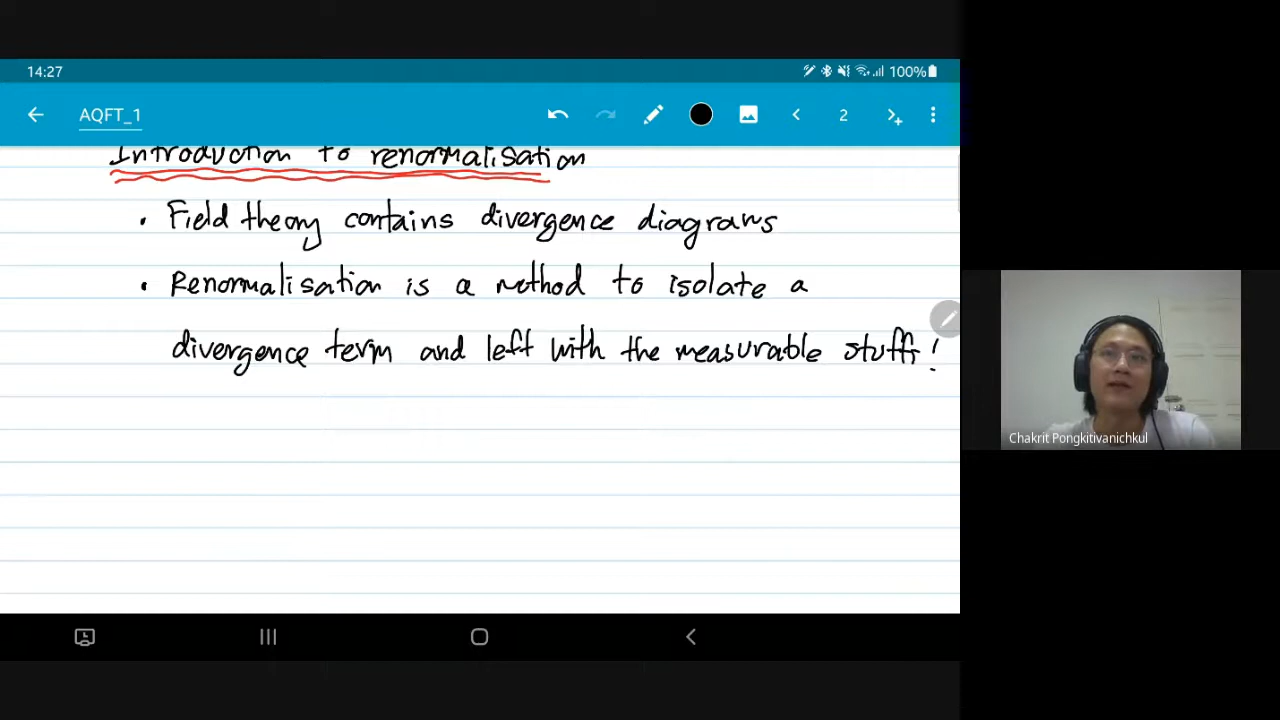 14:27
100%
AQFT_1
2
Introduction to renormalisation
• Field theory contains divergence diagrams
• Renormalisation is a method to isolate a
divergence term and left with the measurable stuffs!
Chakrit Pongkitivanichkul